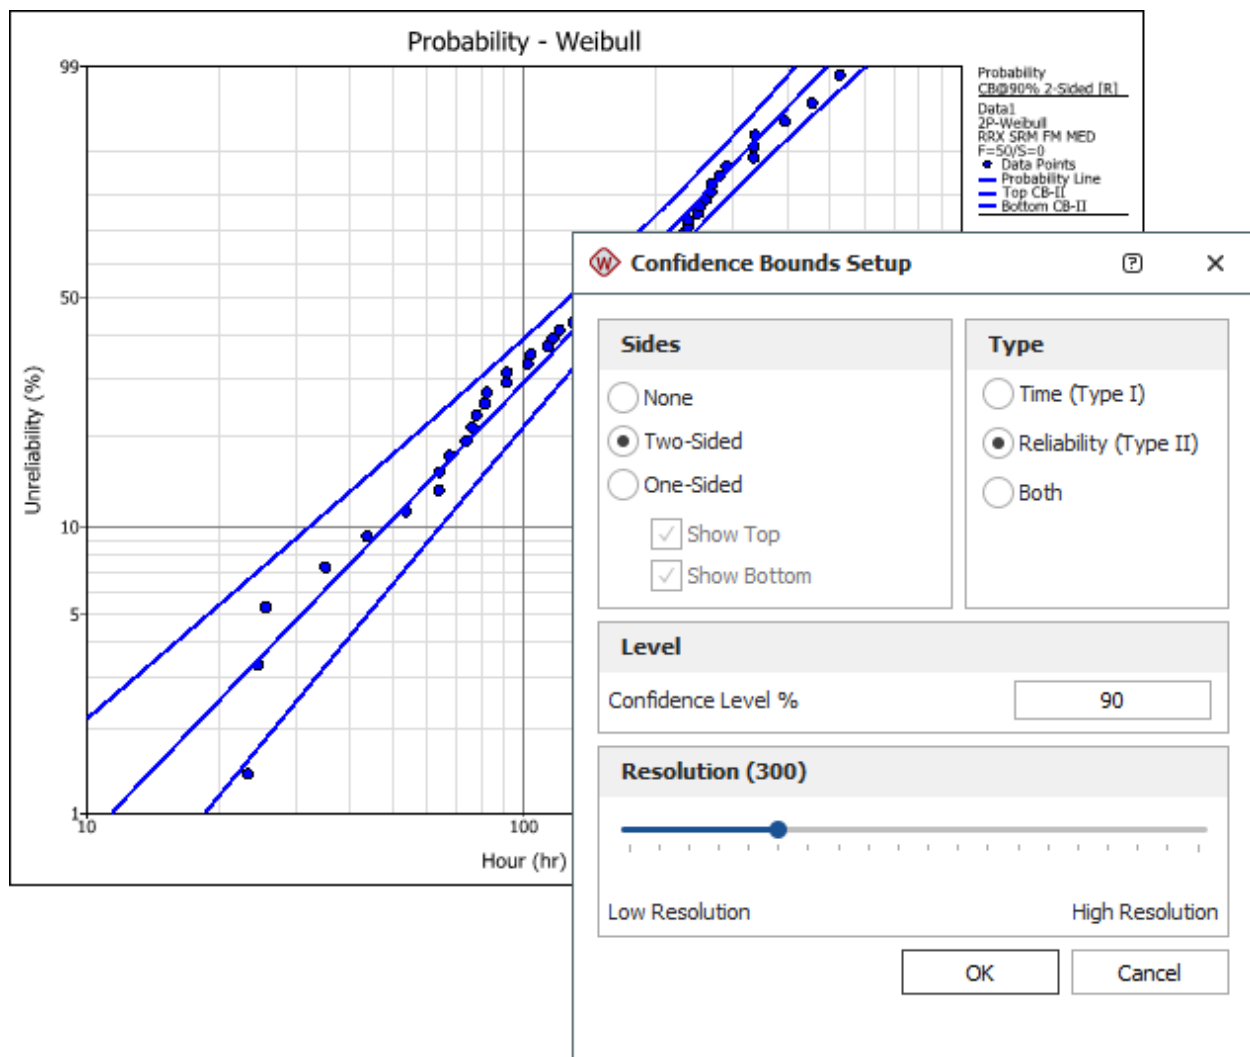 Probability - Weibull
99
50
10
5
1
10
100
Unreliability (%)
Hour (hr)
Probability
CB@90% 2-Sided [R]
Data1
2P-Weibull
RRX SRM FM MED
F=50/S=0
Data Points
Probability Line
Top CB-II
Bottom CB-II
W
Confidence Bounds Setup
?
Sides
None
Two-Sided
One-Sided
Show Top
Show Bottom
Type
Time (Type I)
Reliability (Type II)
Both
Level
Confidence Level %
90
Resolution (300)
Low Resolution
High Resolution
OK
Cancel